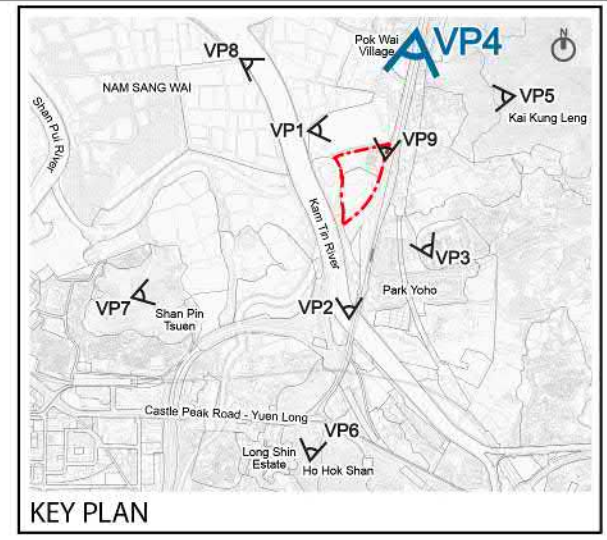 Pok Wai
Village
VP4
N
VP8
NAM SANG WAI
VP5
Kai Kung Leng
Shan Pui River
VP1
VP9
Kam Tin River
VP3
Park Yoho
VP7
Shan Pin
Tsuen
VP2
Castle Peak Road - Yuen Long
VP6
Long Shin
Estate
Ho Hok Shan
KEY PLAN